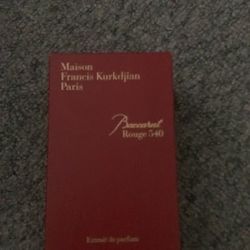 Maison
Francis Kurkdjian
Paris
Baccarat
Rouge 540
Extrait de parfum